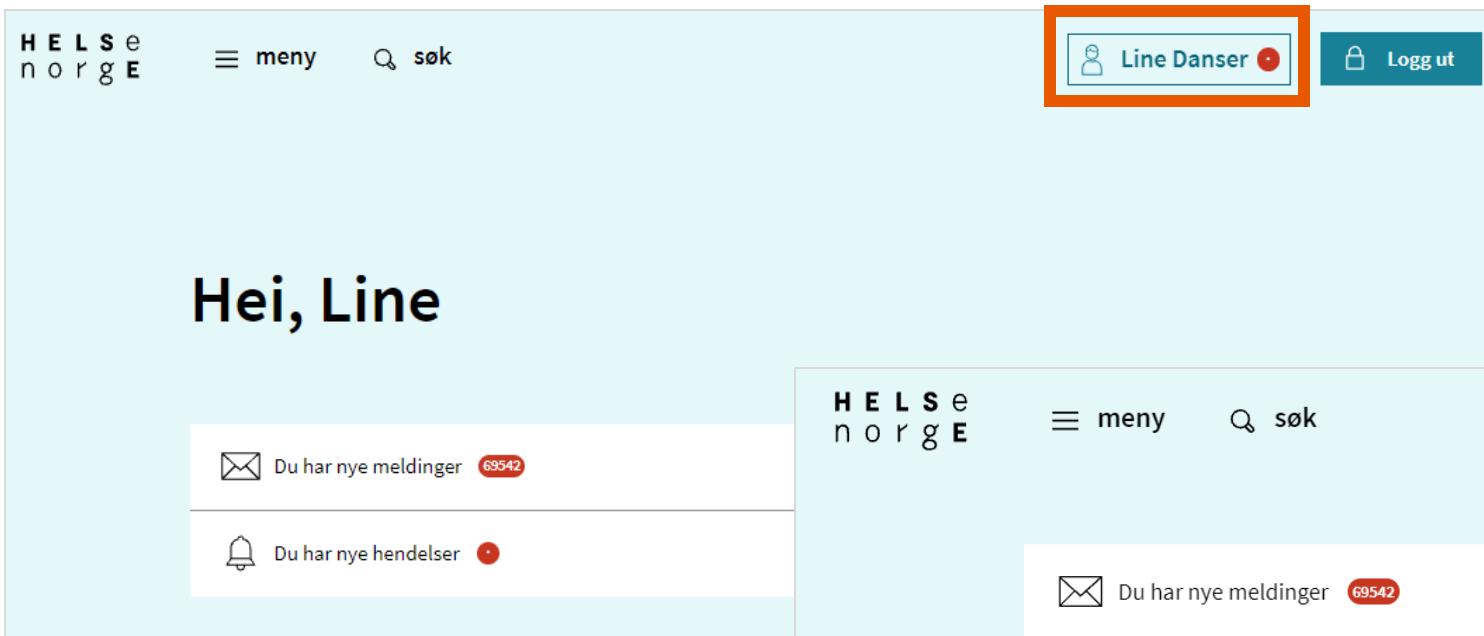 HELSe
norgE
meny
søk
Line Danser
Logg ut
Hei, Line
Du har nye meldinger 69542
Du har nye hendelser
HELSe
norgE
meny
søk
Du har nye meldinger 69542